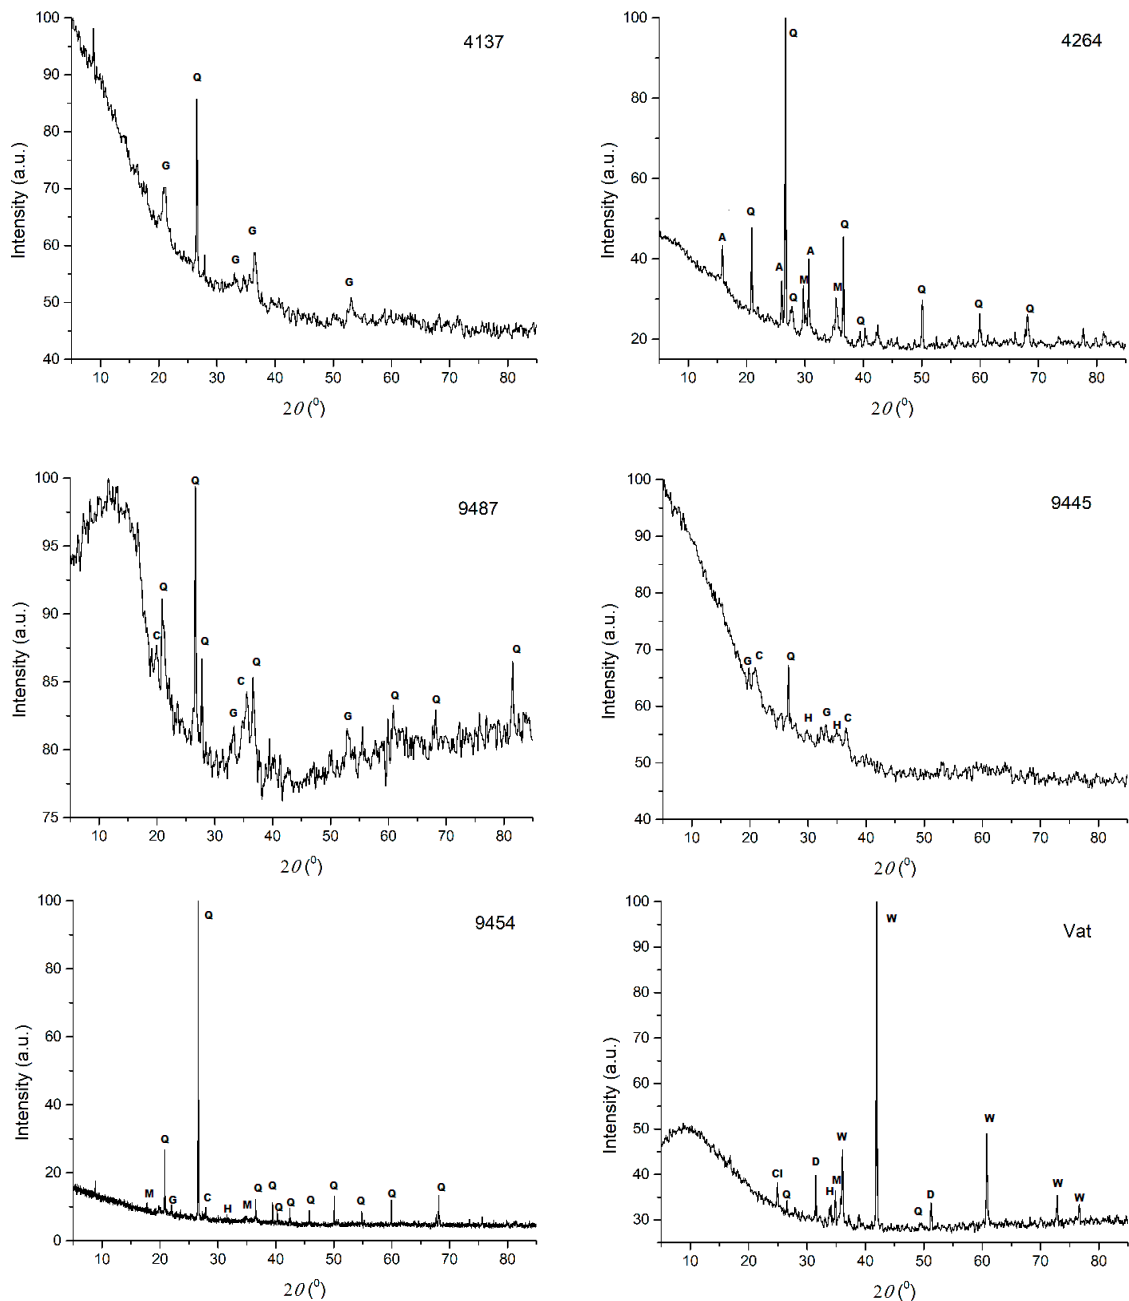 4137
100
90
80
70
60
50
40
Intensity (a.u.)
Q
G
G
G
G
10 20 30 40 50 60 70 80
2θ (⁰)
4264
100
80
60
40
20
Intensity (a.u.)
Q
Q
A
A
A
Q
M
M
Q
Q
Q
Q
Q
10 20 30 40 50 60 70 80
2θ (⁰)
9487
100
95
90
85
80
75
Intensity (a.u.)
Q
Q
C
Q
C
Q
G
G
Q
Q
Q
10 20 30 40 50 60 70 80
2θ (⁰)
9445
100
90
80
70
60
50
40
Intensity (a.u.)
G C Q
H G H C
10 20 30 40 50 60 70 80
2θ (⁰)
9454
100
80
60
40
20
0
Intensity (a.u.)
Q
Q
M G C H M Q Q Q Q Q Q Q Q Q
10 20 30 40 50 60 70 80
2θ (⁰)
Vat
100
90
80
70
60
50
40
30
Intensity (a.u.)
W
W
W
Cl Q D H M Q D W W
10 20 30 40 50 60 70 80
2θ (⁰)